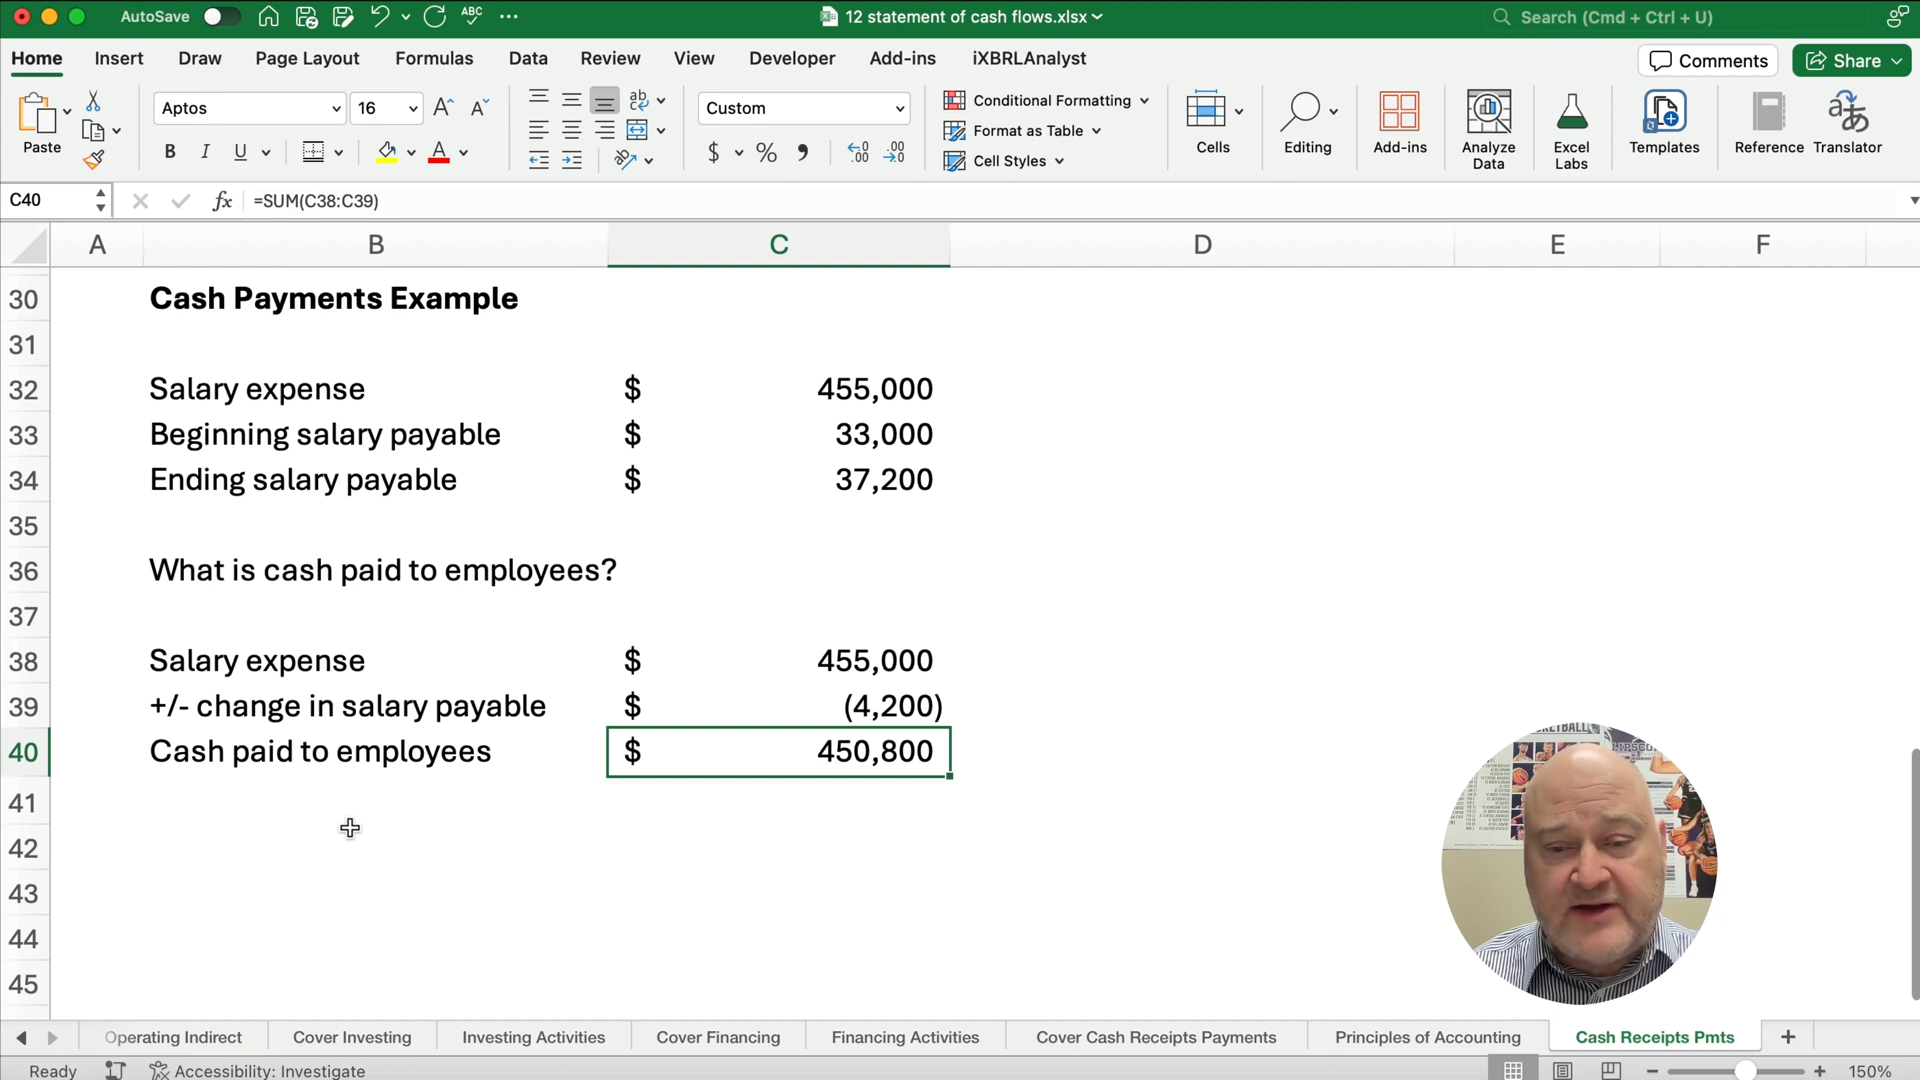 AutoSave
ABC
12 statement of cash flows.xlsx
Search (Cmd + Ctrl + U)
Home Insert Draw Page Layout Formulas Data Review View Developer Add-ins iXBRLAnalyst
Comments
Share
Paste
Aptos
16
Custom
Conditional Formatting
Format as Table
Cell Styles
Cells
Editing
Add-ins
Analyze Data
Excel Labs
Templates
Reference
Translator
C40
fx
=SUM(C38:C39)
A B C D E F
30 Cash Payments Example
31
32 Salary expense $ 455,000
33 Beginning salary payable $ 33,000
34 Ending salary payable $ 37,200
35
36 What is cash paid to employees?
37
38 Salary expense $ 455,000
39 +/- change in salary payable $ (4,200)
40 Cash paid to employees $ 450,800
41
42
43
44
45
Operating Indirect Cover Investing Investing Activities Cover Financing Financing Activities Cover Cash Receipts Payments Principles of Accounting Cash Receipts Pmts
Ready
Accessibility: Investigate
150%